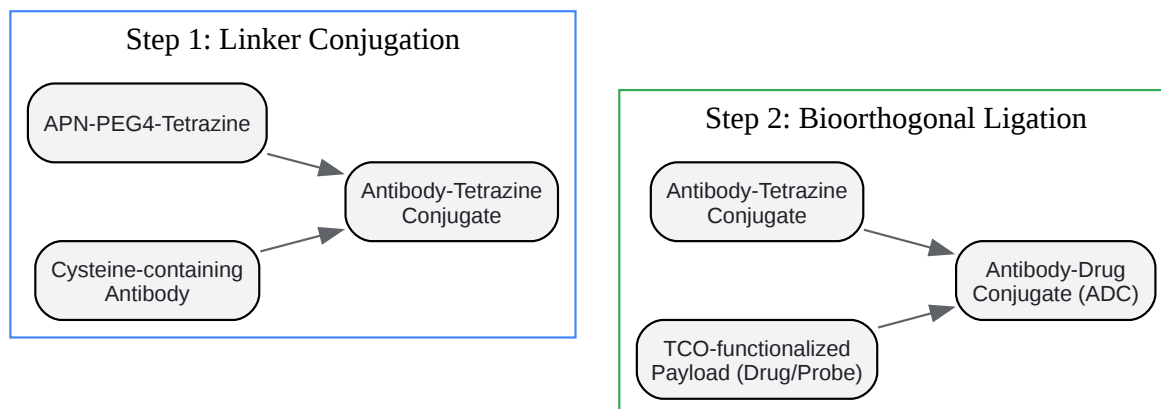 Step 1: Linker Conjugation
APN-PEG4-Tetrazine
Antibody-Tetrazine
Conjugate
Cysteine-containing
Antibody
Step 2: Bioorthogonal Ligation
Antibody-Tetrazine
Conjugate
Antibody-Drug
Conjugate (ADC)
TCO-functionalized
Payload (Drug/Probe)